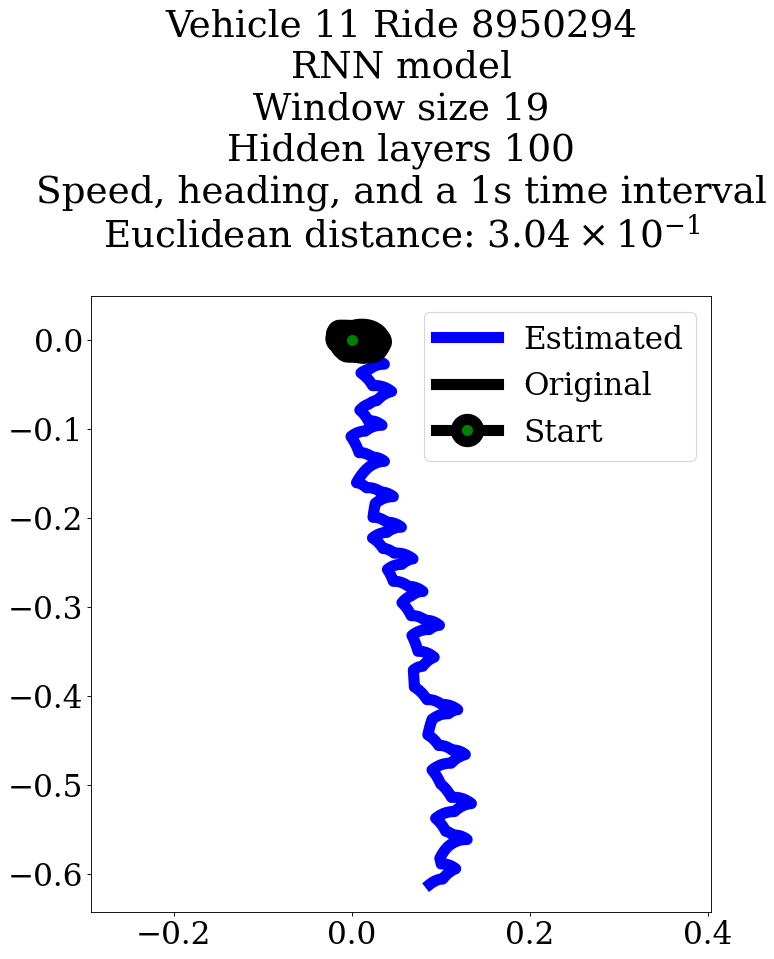 Vehicle 11 Ride 8950294
RNN model
Window size 19
Hidden layers 100
Speed, heading, and a 1s time interval
Euclidean distance: 3.04 × 10⁻¹
Estimated
Original
Start
0.0
−0.1
−0.2
−0.3
−0.4
−0.5
−0.6
−0.2 0.0 0.2 0.4